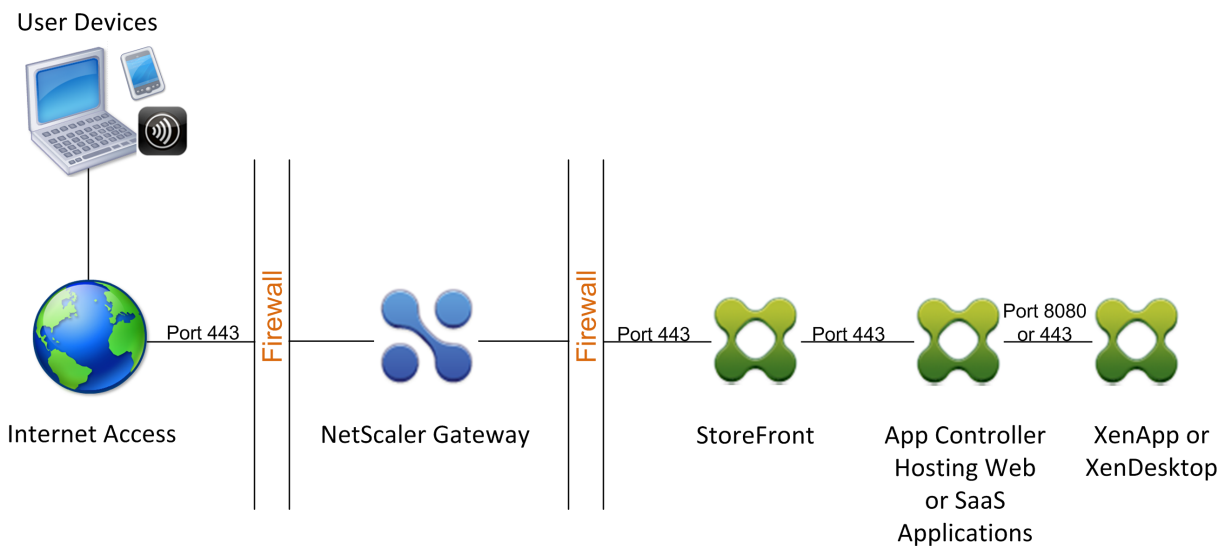 User Devices
Port 443
Firewall
Firewall
Port 443
Port 443
Port 8080
or 443
Internet Access
NetScaler Gateway
StoreFront
App Controller
Hosting Web
or SaaS
Applications
XenApp or
XenDesktop